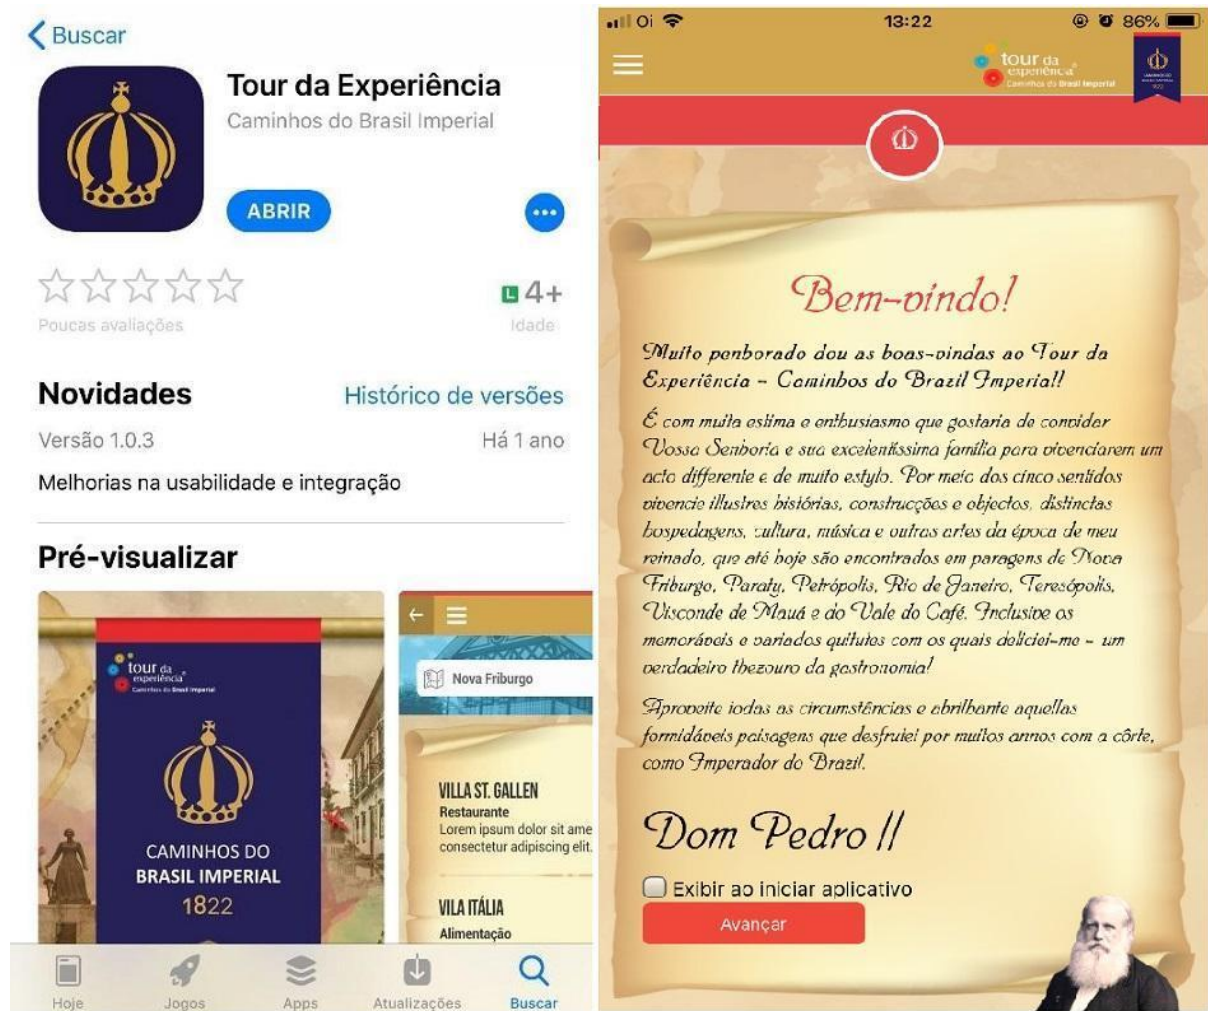 Buscar
Tour da Experiência
Caminhos do Brasil Imperial
ABRIR
Poucas avaliações
L 4+
Idade
Novidades
Histórico de versões
Versão 1.0.3
Há 1 ano
Melhorias na usabilidade e integração
Pré-visualizar
tour da
experiência
Caminhos do Brasil Imperial
CAMINHOS DO
BRASIL IMPERIAL
1822
Nova Friburgo
VILLA ST. GALLEN
Restaurante
Lorem ipsum dolor sit ame
consectetur adipiscing elit.
VILA ITÁLIA
Alimentação
Hoje
Jogos
Apps
Atualizações
Buscar
Oi
13:22
86%
tour da
experiência
Caminhos do Brasil Imperial
1822
Bem-vindo!
Muito penhorado dou as boas-vindas ao Tour da
Experiência - Caminhos do Brazil Imperial!
É com muita estima e enthusiasmo que gostaria de convidar
Vossa Senhoria e sua excelentíssima família para vivenciarem um
acto differente e de muito estylo. Por meio dos cinco sentidos
vivencie illustres histórias, construcções e objectos, distinctas
hospedagens, cultura, música e outras artes da época de meu
reinado, que até hoje são encontrados em paragens de Nova
Friburgo, Paraty, Petrópolis, Rio de Janeiro, Teresópolis,
Visconde de Mauá e do Vale do Café. Inclusive os
memoráveis e variados quitutes com os quais deliciei-me - um
verdadeiro thezouro da gastronomia!
Aproveite todas as circumstâncias e abrilhante aquellas
formidáveis paisagens que desfrutei por muitos annos com a côrte,
como Imperador do Brazil.
Dom Pedro II
Exibir ao iniciar aplicativo
Avançar